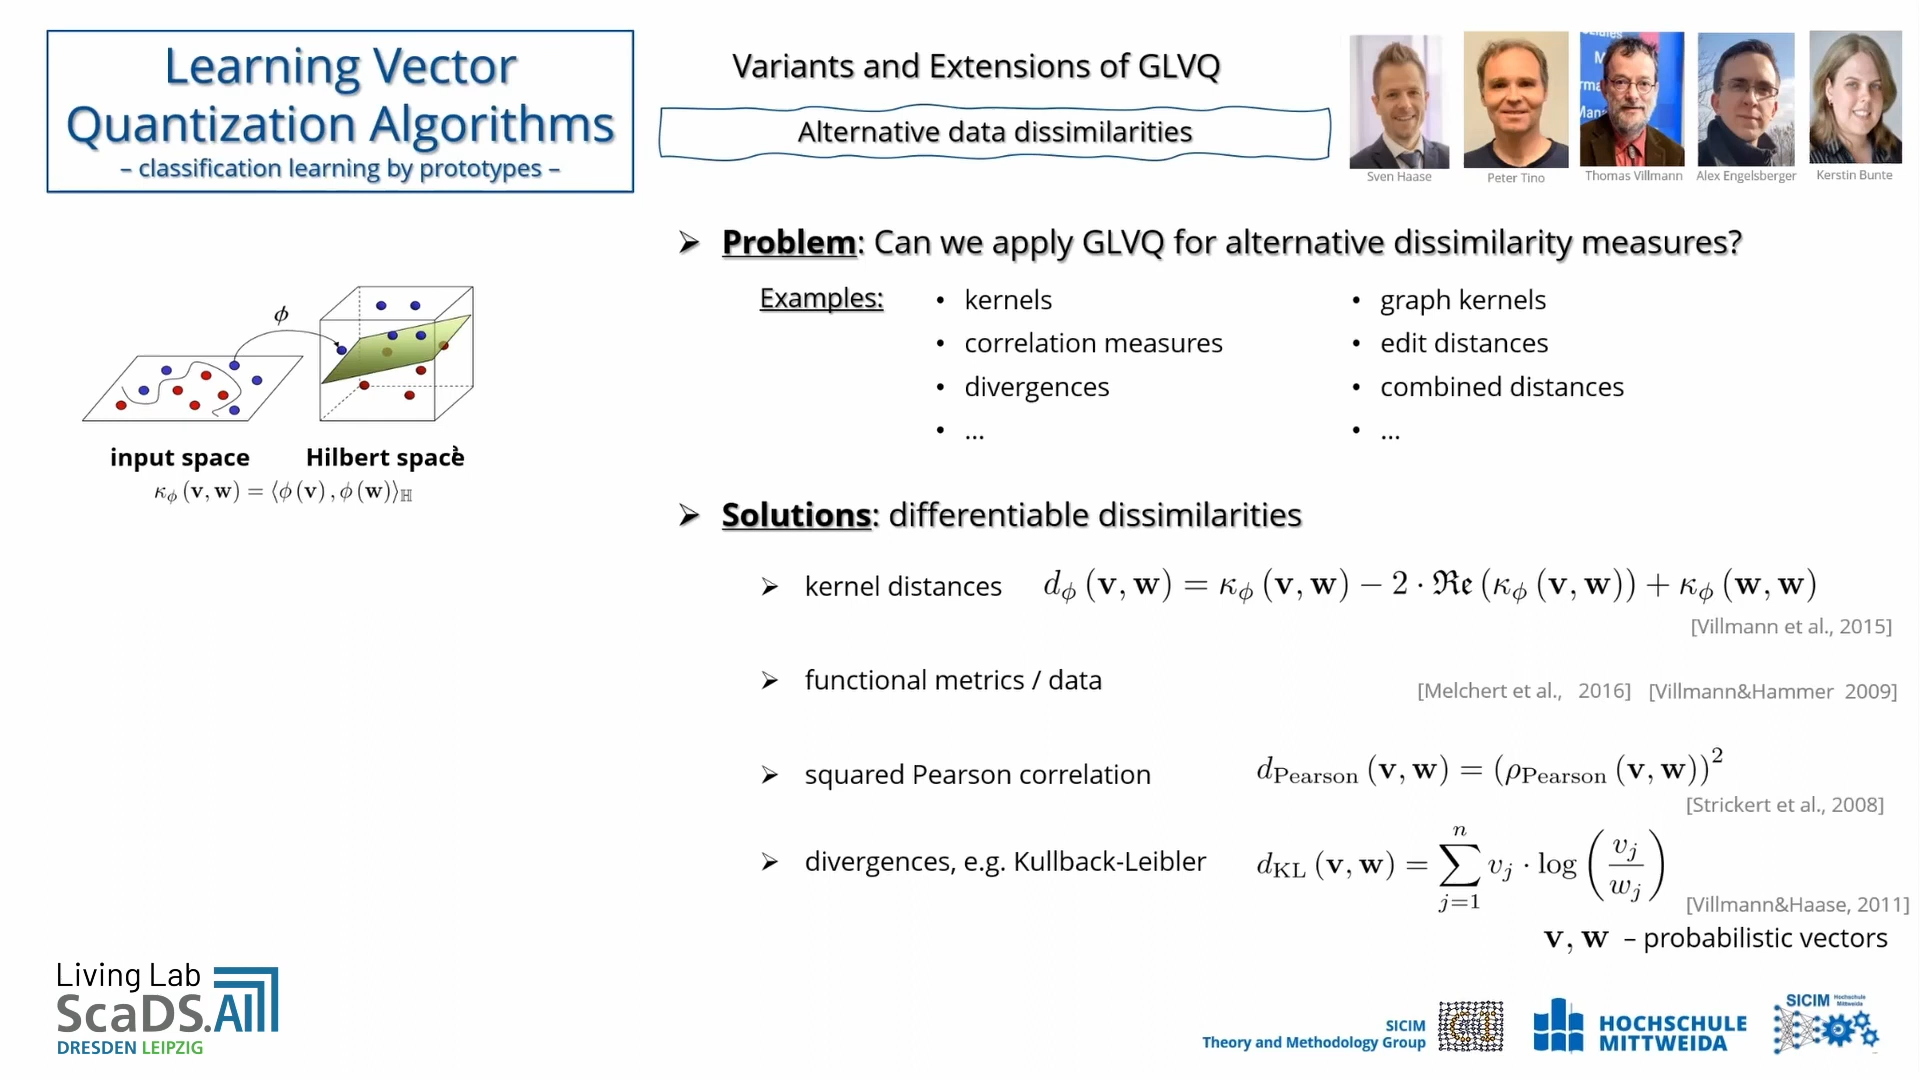 Learning Vector
Quantization Algorithms
– classification learning by prototypes –
Variants and Extensions of GLVQ
Alternative data dissimilarities
Sven Haase
Peter Tino
Thomas Villmann
Alex Engelsberger
Kerstin Bunte
➢ Problem: Can we apply GLVQ for alternative dissimilarity measures?
Examples:
• kernels
• correlation measures
• divergences
• ...
• graph kernels
• edit distances
• combined distances
• ...
ϕ
input space
Hilbert space
κ_ϕ (v, w) = ⟨ϕ (v) , ϕ (w)⟩_ℍ
➢ Solutions: differentiable dissimilarities
➢ kernel distances d_ϕ (v, w) = κ_ϕ (v, w) − 2 · ℜe (κ_ϕ (v, w)) + κ_ϕ (w, w)
[Villmann et al., 2015]
➢ functional metrics / data [Melchert et al., 2016] [Villmann&Hammer 2009]
➢ squared Pearson correlation d_Pearson (v, w) = (ρ_Pearson (v, w))^2
[Strickert et al., 2008]
➢ divergences, e.g. Kullback-Leibler d_KL (v, w) = ∑_{j=1}^{n} v_j · log (v_j / w_j)
[Villmann&Haase, 2011]
v, w – probabilistic vectors
Living Lab
ScaDS.AI
DRESDEN LEIPZIG
SICIM
Theory and Methodology Group
HOCHSCHULE
MITTWEIDA
SICIM Hochschule
Mittweida